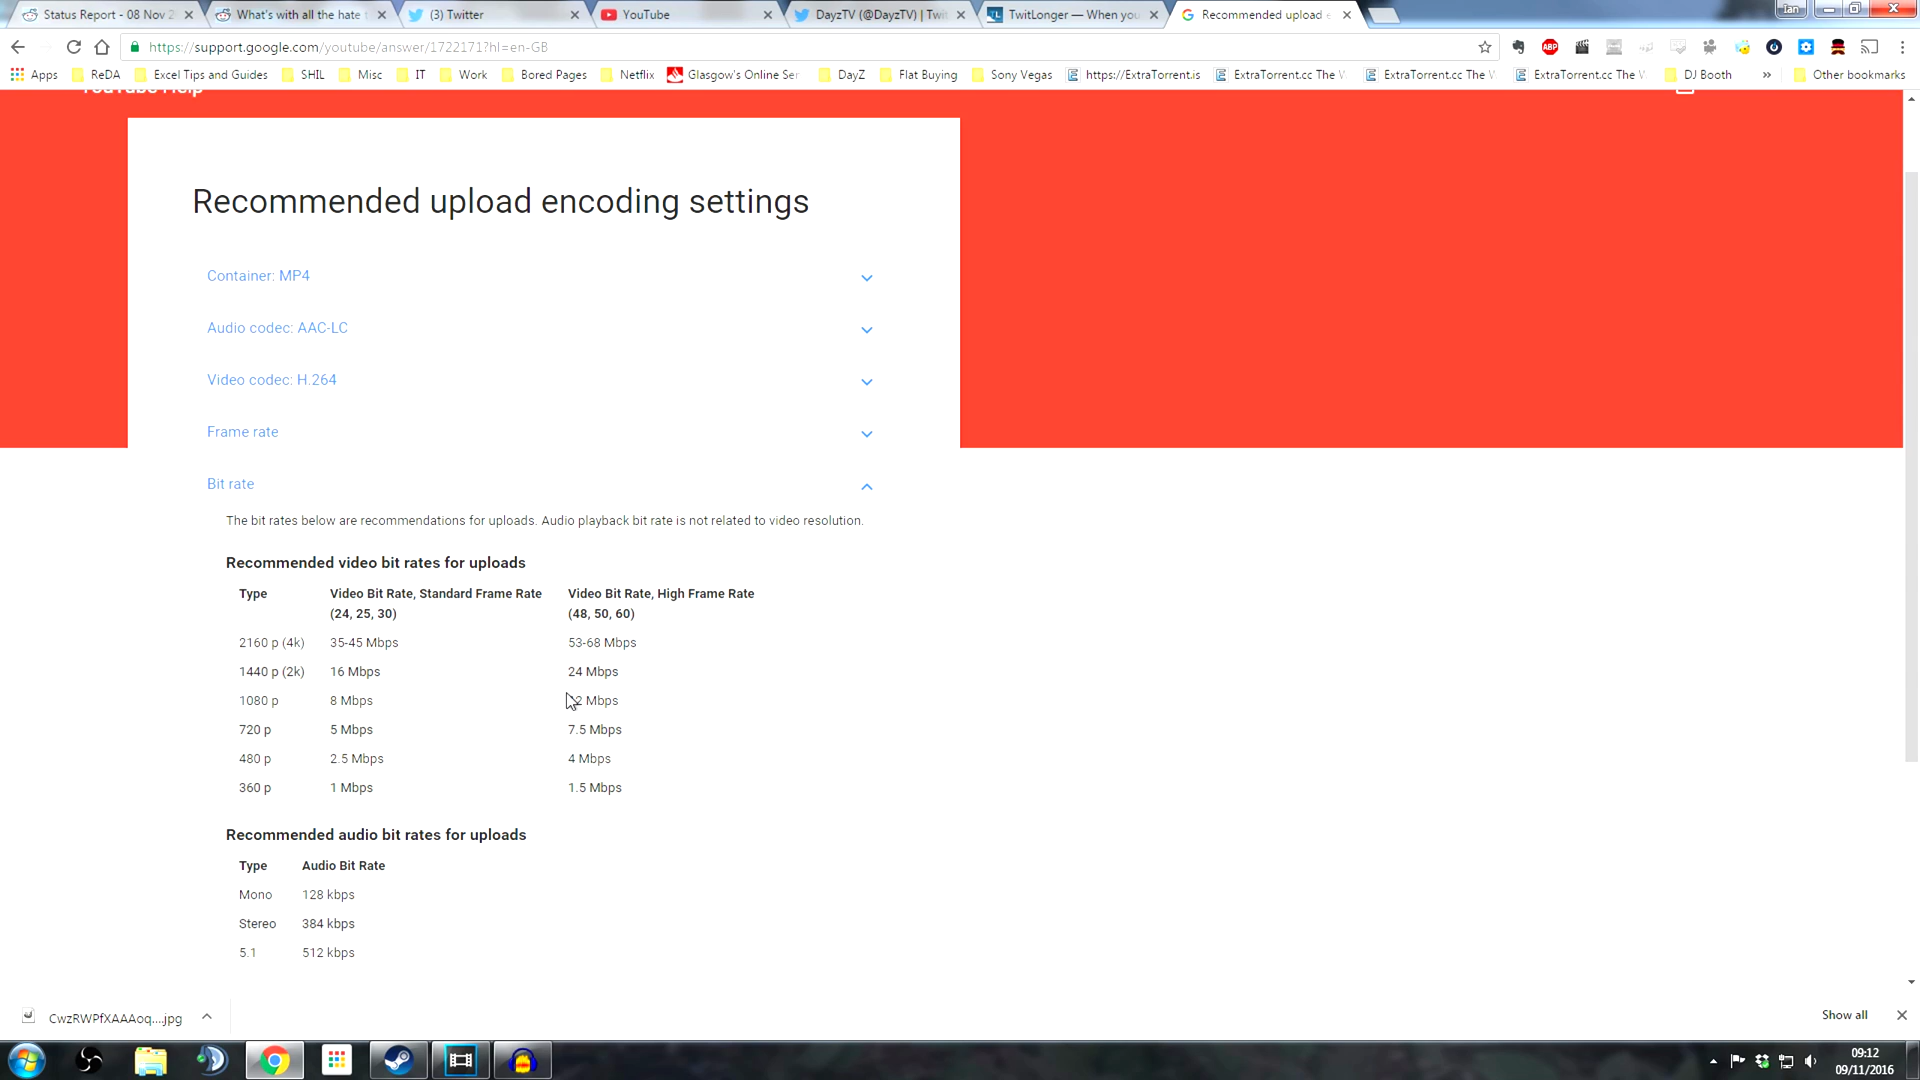 Status Report - 08 Nov 2
What's with all the hate t
(3) Twitter
YouTube
DayzTV (@DayzTV) | Twit
TwitLonger — When you
Recommended upload e
Ian
https://support.google.com/youtube/answer/1722171?hl=en-GB
ABP
Apps
ReDA
Excel Tips and Guides
SHIL
Misc
IT
Work
Bored Pages
Netflix
Glasgow's Online Ser
DayZ
Flat Buying
Sony Vegas
https://ExtraTorrent.is
ExtraTorrent.cc The V
ExtraTorrent.cc The V
ExtraTorrent.cc The V
DJ Booth
»
Other bookmarks
YouTube Help
Recommended upload encoding settings
Container: MP4
Audio codec: AAC-LC
Video codec: H.264
Frame rate
Bit rate
The bit rates below are recommendations for uploads. Audio playback bit rate is not related to video resolution.
Recommended video bit rates for uploads
Type Video Bit Rate, Standard Frame Rate (24, 25, 30) Video Bit Rate, High Frame Rate (48, 50, 60)
2160 p (4k) 35-45 Mbps 53-68 Mbps
1440 p (2k) 16 Mbps 24 Mbps
1080 p 8 Mbps 2 Mbps
720 p 5 Mbps 7.5 Mbps
480 p 2.5 Mbps 4 Mbps
360 p 1 Mbps 1.5 Mbps
Recommended audio bit rates for uploads
Type Audio Bit Rate
Mono 128 kbps
Stereo 384 kbps
5.1 512 kbps
CwzRWPfXAAAoq....jpg
Show all
09:12
09/11/2016